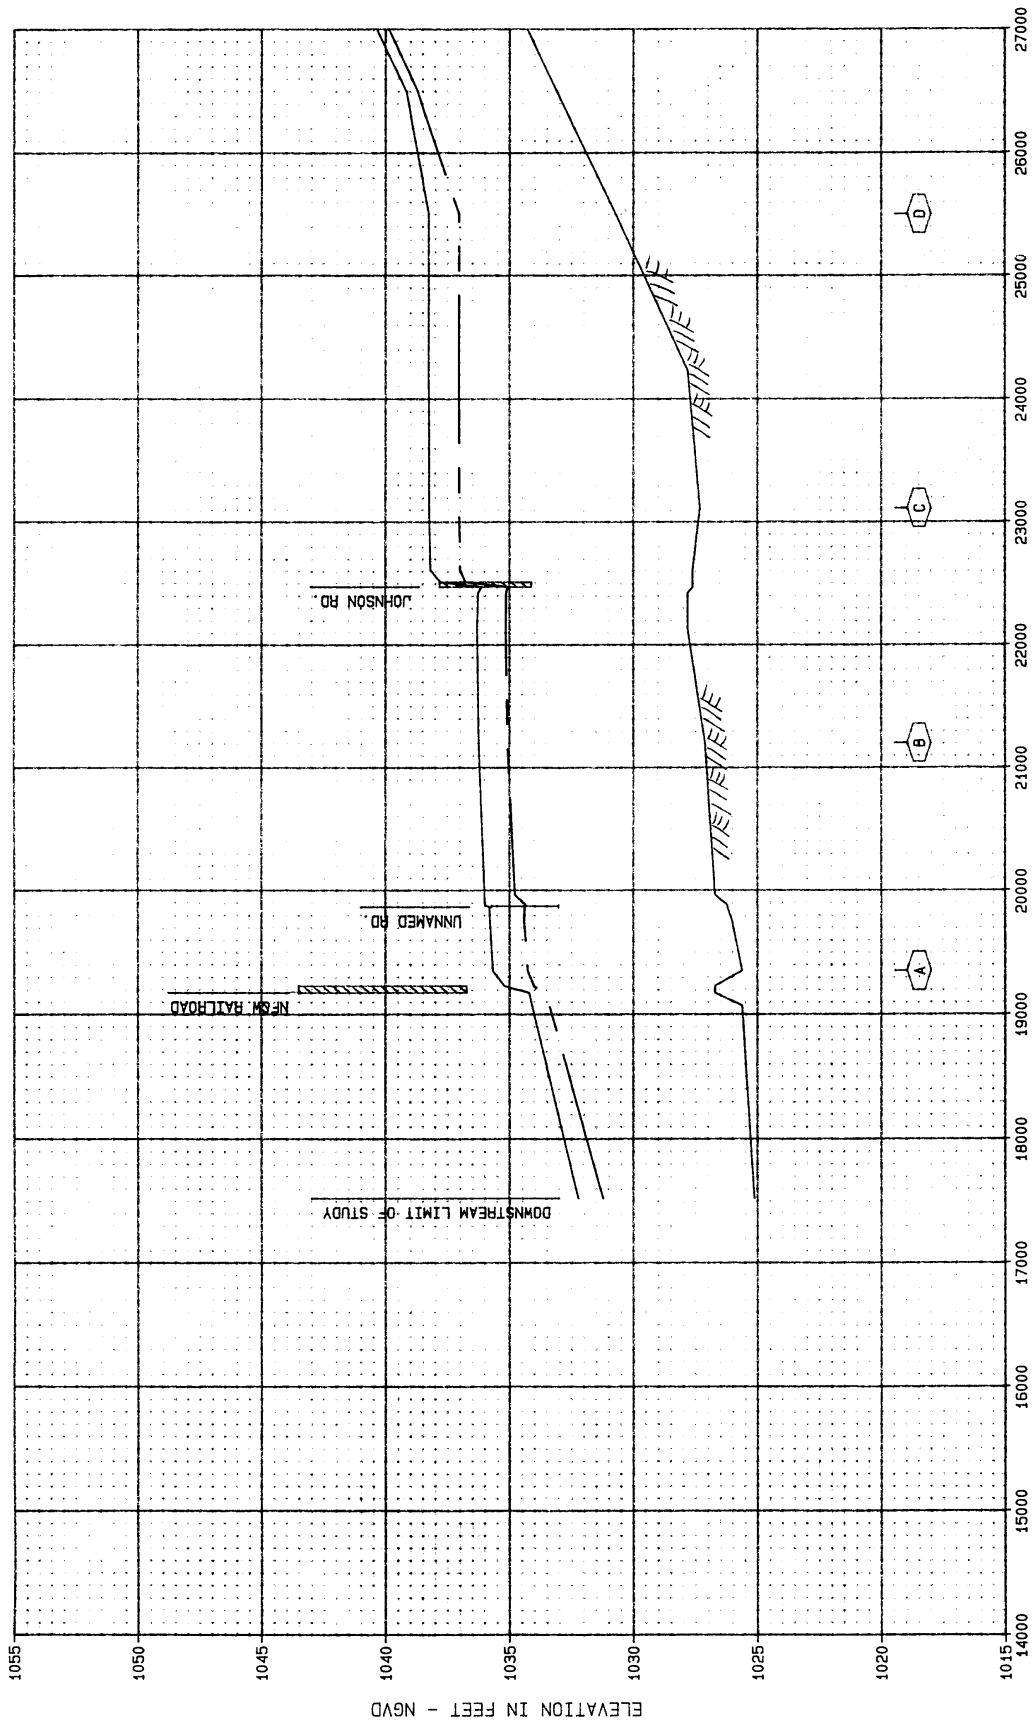 1055
1050
1045
1040
1035
1030
1025
1020
1015
ELEVATION IN FEET - NGVD
14000
15000
16000
17000
18000
19000
20000
21000
22000
23000
24000
25000
26000
27000
DOWNSTREAM LIMIT OF STUDY
NF&W RAILROAD
UNNAMED RD.
JOHNSON RD.
A
B
C
D